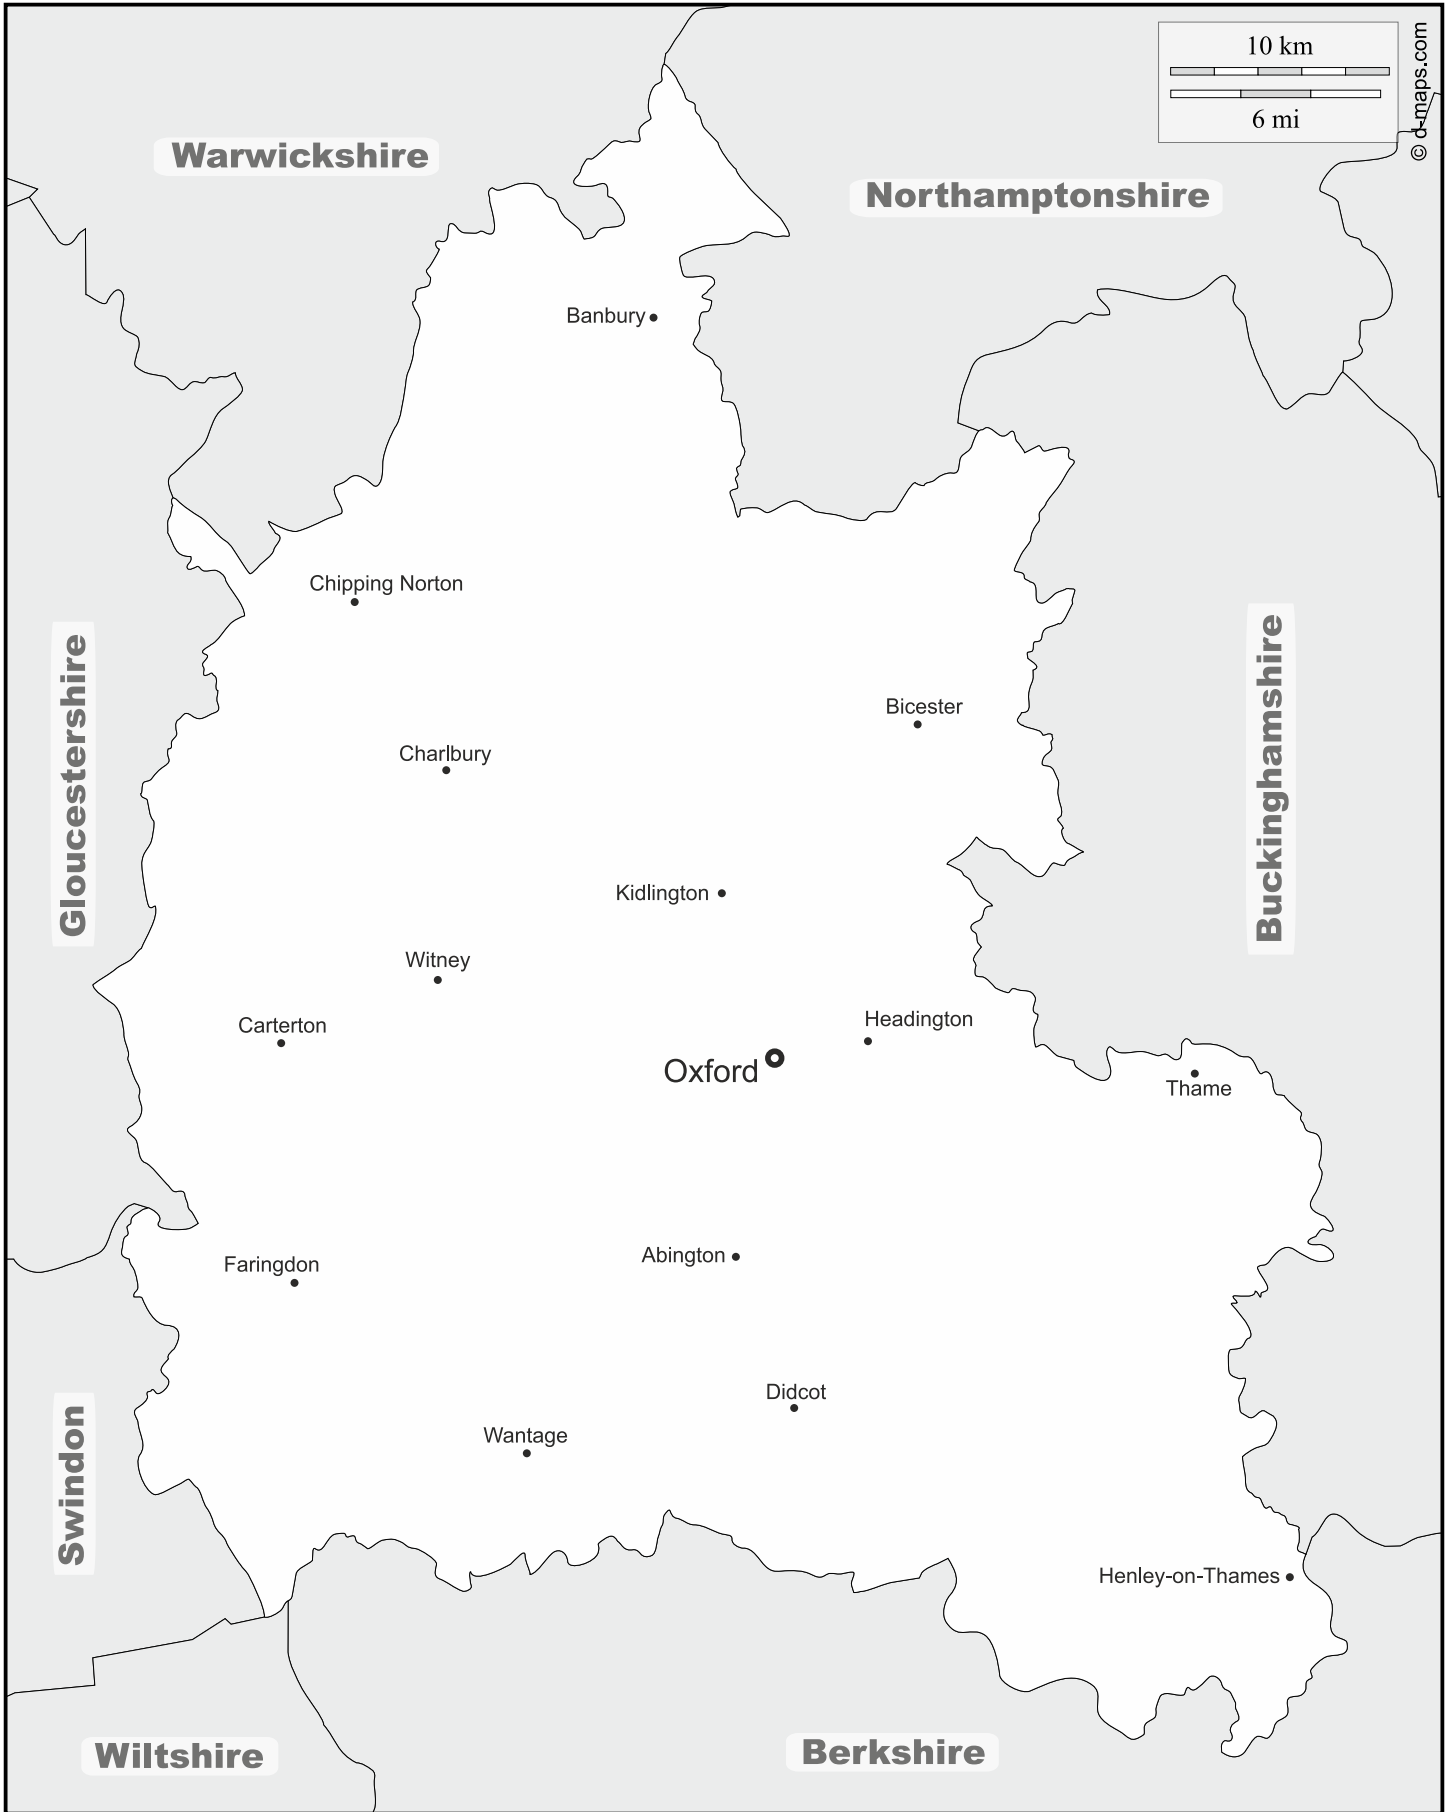 10 km
6 mi
© d-maps.com
Warwickshire
Northamptonshire
Banbury
Chipping Norton
Gloucestershire
Buckinghamshire
Bicester
Charlbury
Kidlington
Witney
Carterton
Headington
Oxford
Thame
Abington
Faringdon
Didcot
Wantage
Swindon
Henley-on-Thames
Wiltshire
Berkshire